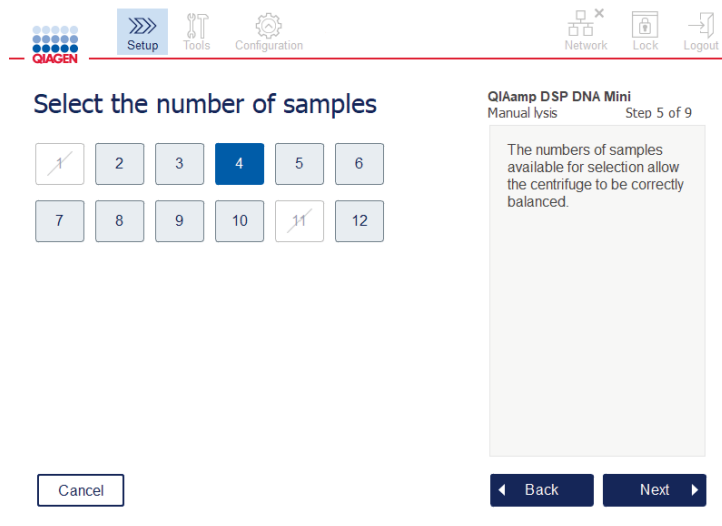 Setup
Tools
Configuration
Network
Lock
Logout
QIAGEN
Select the number of samples
QIAamp DSP DNA Mini
Manual lysis Step 5 of 9
1 2 3 4 5 6
7 8 9 10 11 12
The numbers of samples
available for selection allow
the centrifuge to be correctly
balanced.
Cancel
Back
Next